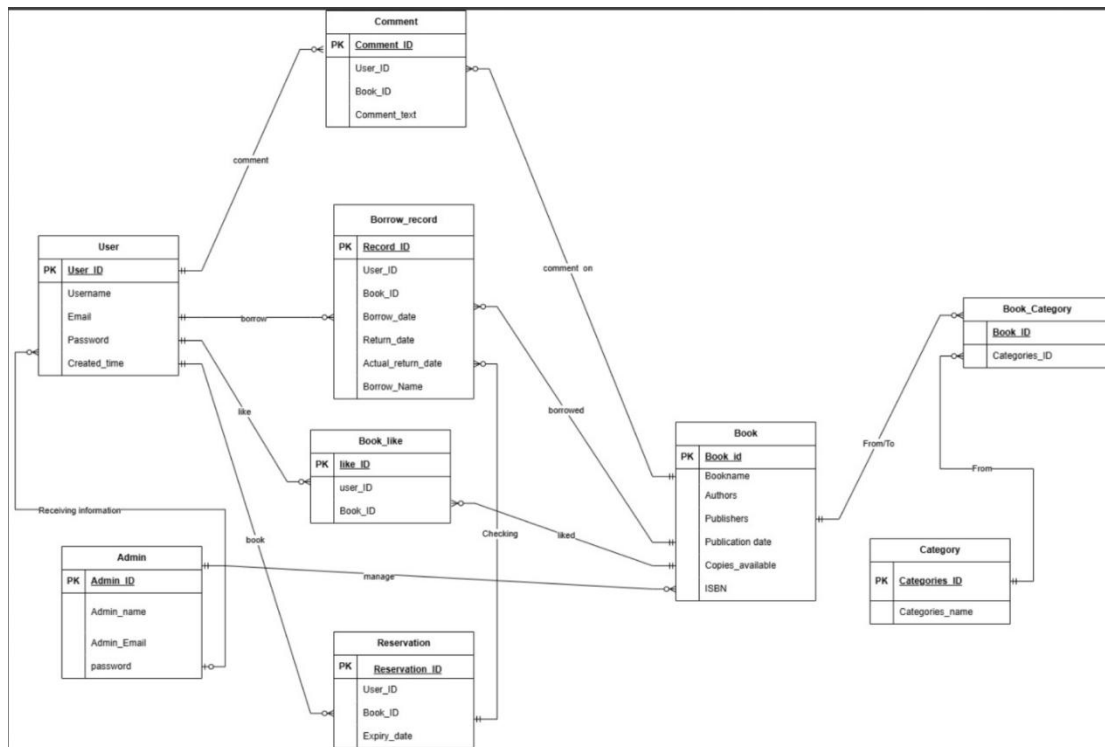 Comment
PK Comment_ID
User_ID
Book_ID
Comment_text
comment
Borrow_record
PK Record_ID
User_ID
Book_ID
Borrow_date
Return_date
Actual_return_date
Borrow_Name
User
PK User_ID
Username
Email
Password
Created_time
comment on
borrow
Book_Category
Book_ID
Categories_ID
like
borrowed
Book_like
PK like_ID
user_ID
Book_ID
Book
PK Book_id
Bookname
Authors
Publishers
Publication date
Copies_available
ISBN
From/To
From
Receiving information
book
Checking
liked
Admin
PK Admin_ID
Admin_name
Admin_Email
password
manage
Category
PK Categories_ID
Categories_name
Reservation
PK Reservation_ID
User_ID
Book_ID
Expiry_date